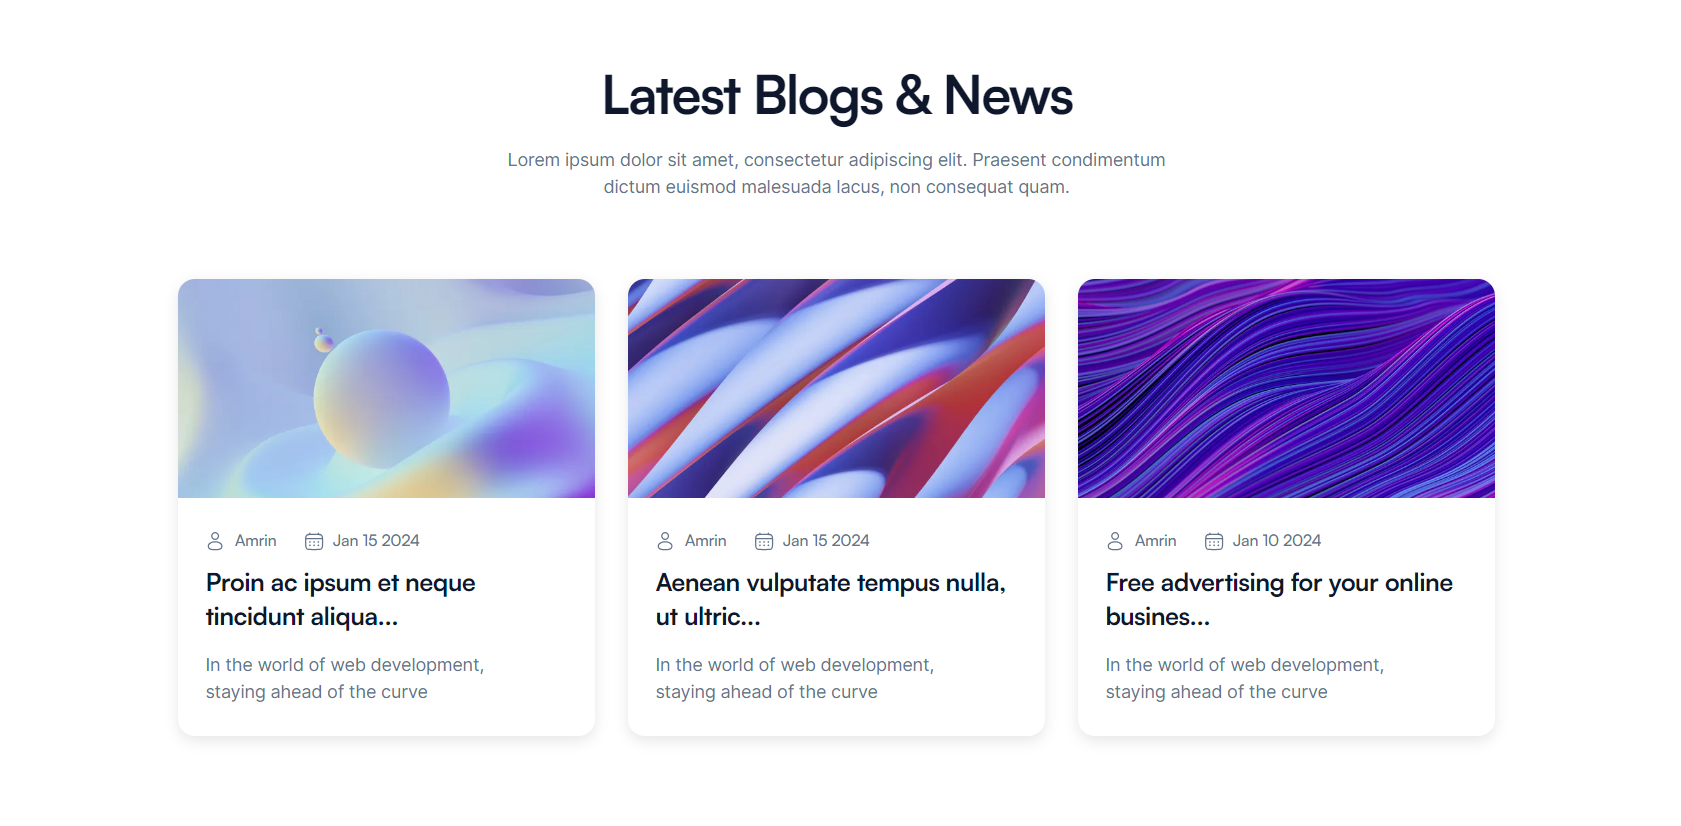 Latest Blogs & News
Lorem ipsum dolor sit amet, consectetur adipiscing elit. Praesent condimentum
dictum euismod malesuada lacus, non consequat quam.
Amrin Jan 15 2024
Proin ac ipsum et neque
tincidunt aliqua...
In the world of web development,
staying ahead of the curve
Amrin Jan 15 2024
Aenean vulputate tempus nulla,
ut ultric...
In the world of web development,
staying ahead of the curve
Amrin Jan 10 2024
Free advertising for your online
busines...
In the world of web development,
staying ahead of the curve